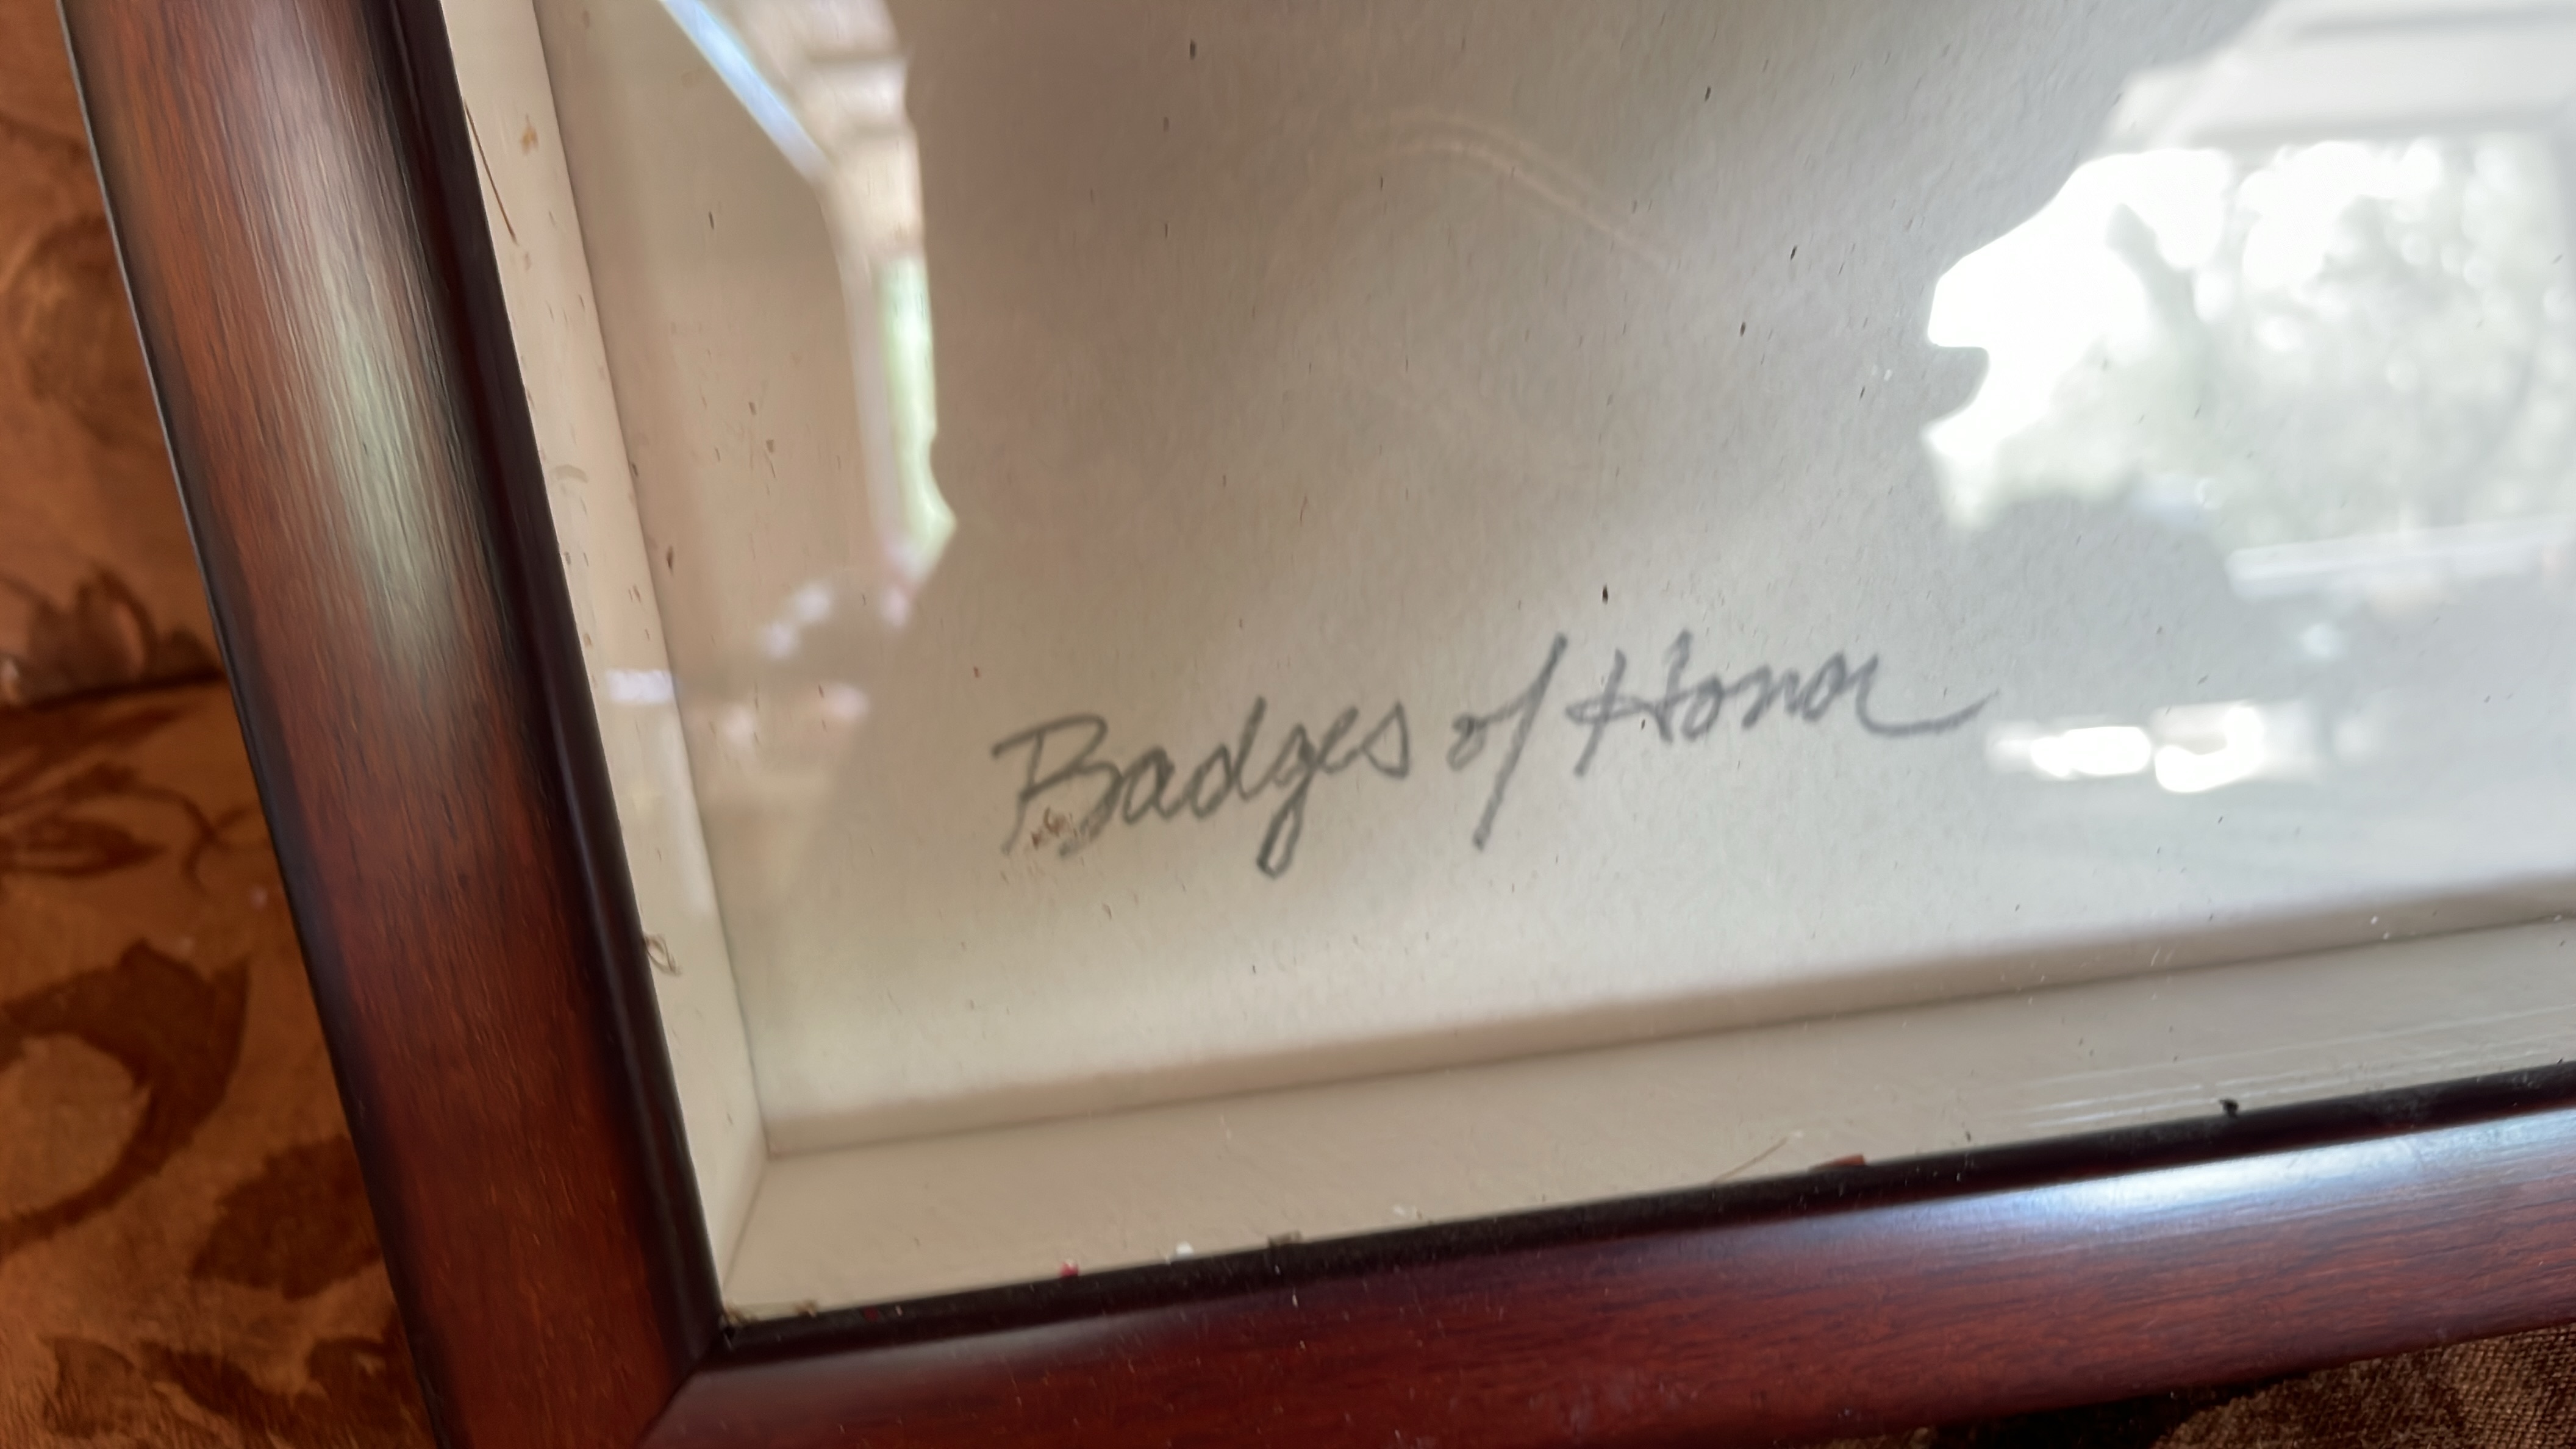 Badges of Honor